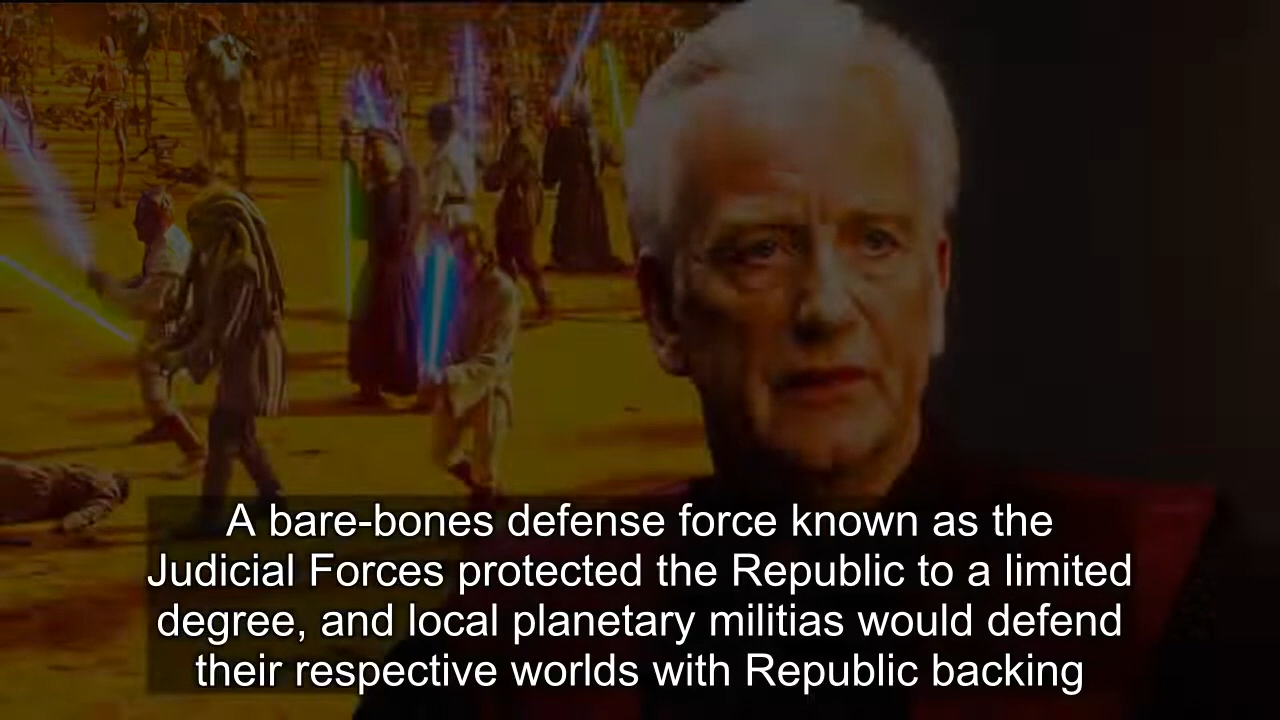 A bare-bones defense force known as the
Judicial Forces protected the Republic to a limited
degree, and local planetary militias would defend
their respective worlds with Republic backing